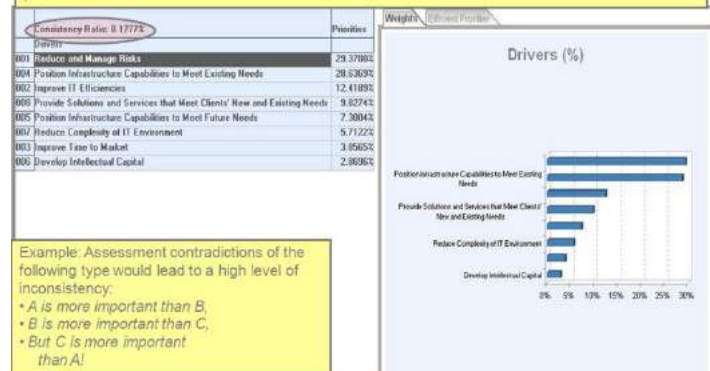 Consistency Ratio: 0.1777%
Priorities
Drivers
001 Reduce and Manage Risks 29.3788%
004 Position Infrastructure Capabilities to Meet Existing Needs 28.6369%
002 Improve IT Efficiencies 12.4189%
008 Provide Solutions and Services that Meet Clients' New and Existing Needs 9.8274%
005 Position Infrastructure Capabilities to Meet Future Needs 7.3004%
007 Reduce Complexity of IT Environment 5.7122%
003 Improve Time to Market 3.8565%
006 Develop Intellectual Capital 2.8696%
Example: Assessment contradictions of the
following type would lead to a high level of
inconsistency:
• A is more important than B,
• B is more important than C,
• But C is more important
than A!
Weights Efficient Frontier
Drivers (%)
Position Infrastructure Capabilities to Meet Existing
Needs
Provide Solutions and Services that Meet Clients'
New and Existing Needs
Reduce Complexity of IT Environment
Develop Intellectual Capital
0% 5% 10% 15% 20% 25% 30%